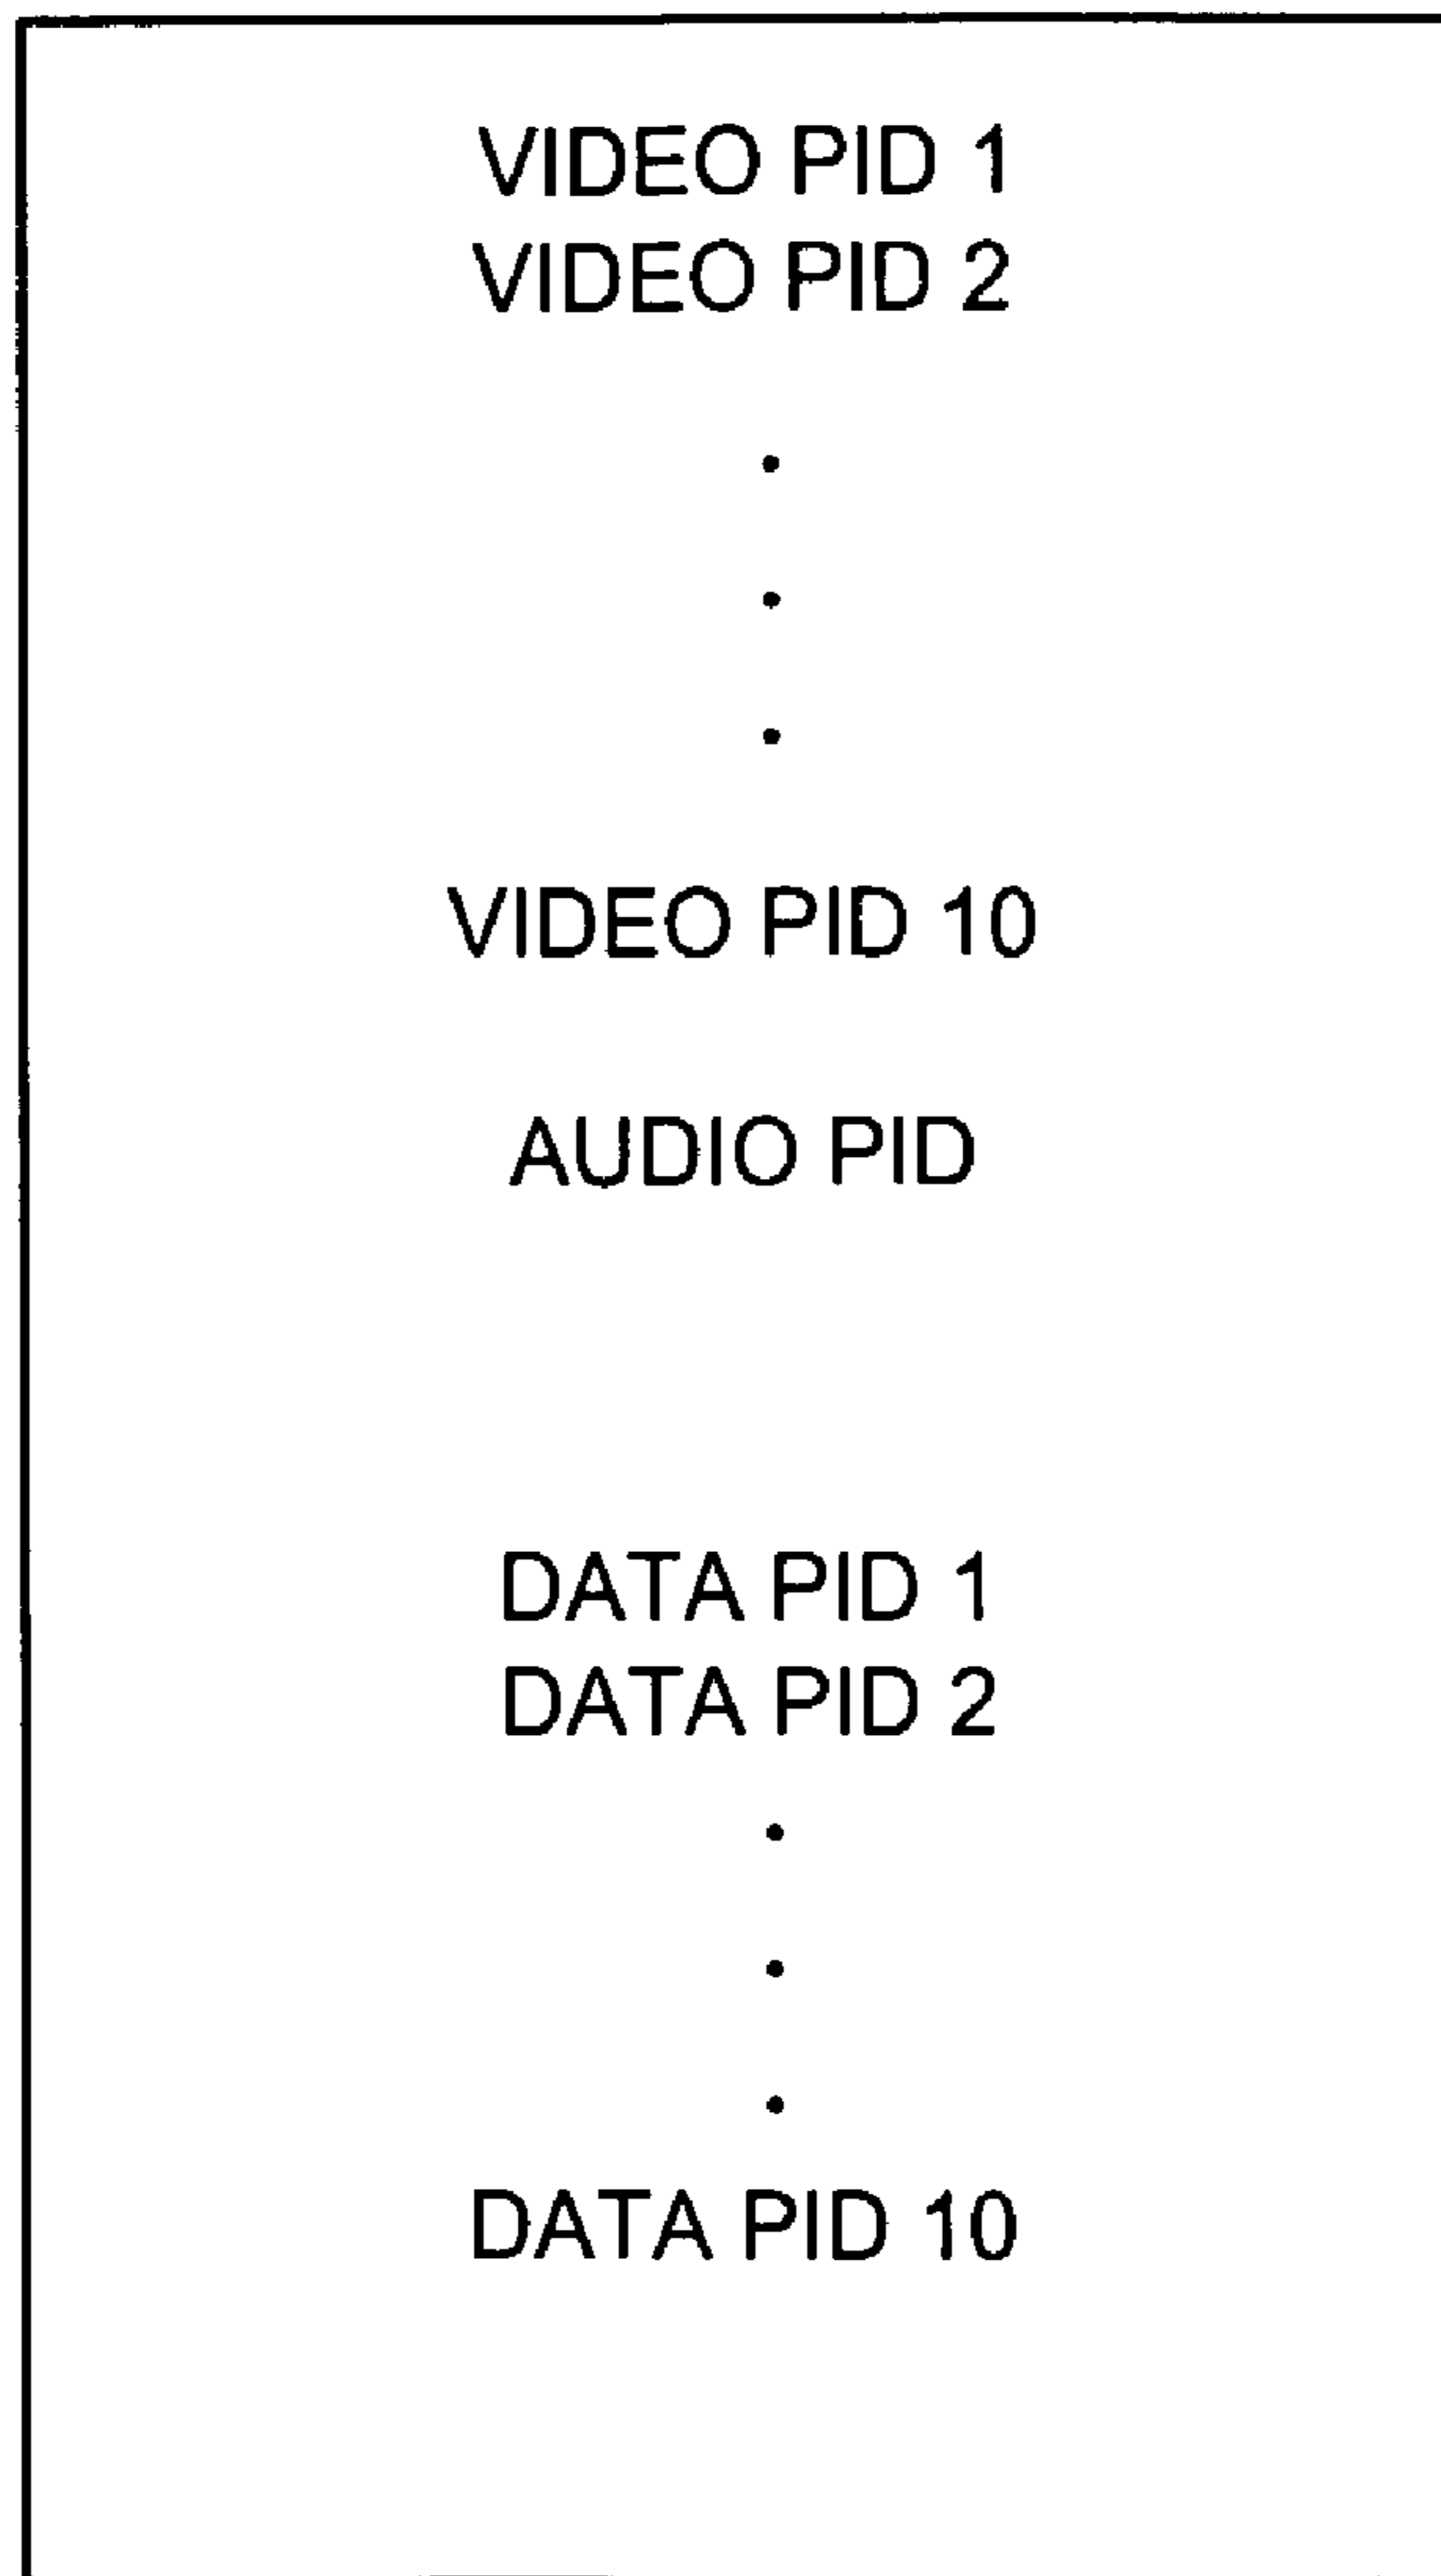 VIDEO PID 1
VIDEO PID 2
.
.
.
VIDEO PID 10
AUDIO PID
DATA PID 1
DATA PID 2
.
.
.
DATA PID 10